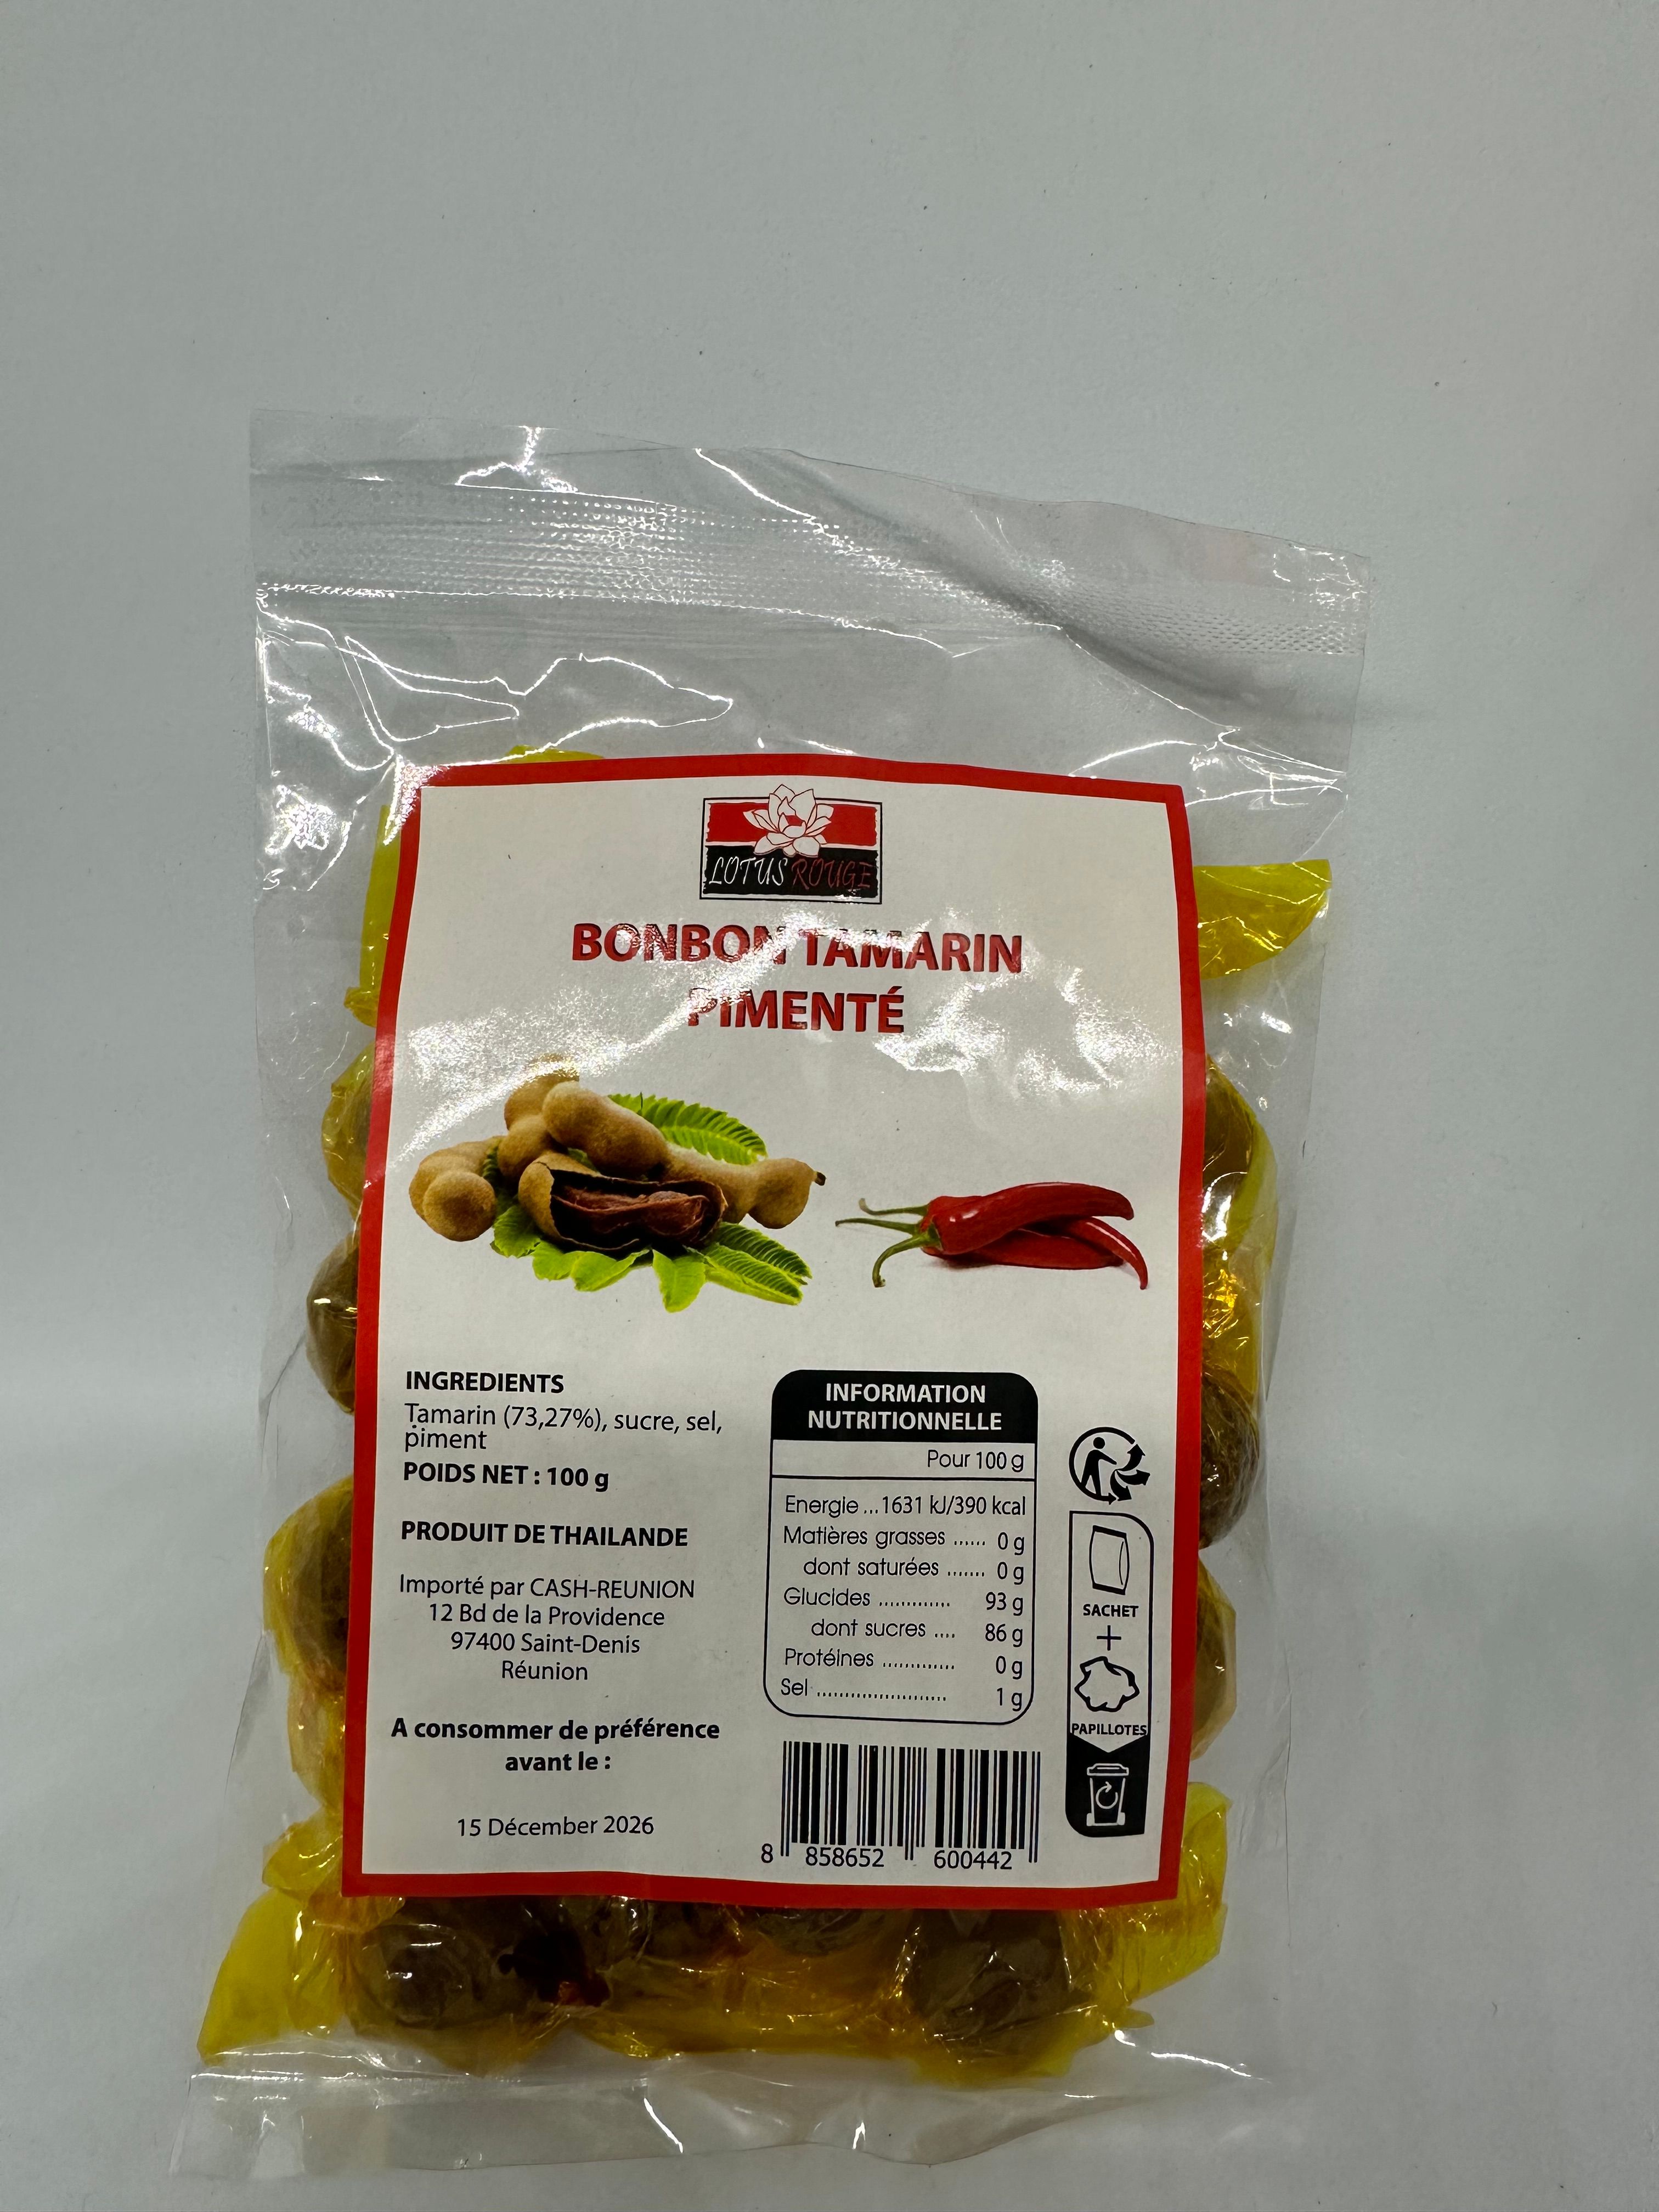 LOTUS ROUGE
BONBON TAMARIN
PIMENTÉ
INGREDIENTS
Tamarin (73,27%), sucre, sel,
piment
POIDS NET : 100 g
PRODUIT DE THAILANDE
Importé par CASH-REUNION
12 Bd de la Providence
97400 Saint-Denis
Réunion
A consommer de préférence
avant le :
15 Décember 2026
INFORMATION
NUTRITIONNELLE
Pour 100 g
Energie ... 1631 kJ/390 kcal
Matières grasses ...... 0 g
dont saturées ....... 0 g
Glucides ............. 93 g
dont sucres .... 86 g
Protéines ............. 0 g
Sel ....................... 1 g
8 858652 600442
SACHET
+
PAPILLOTES